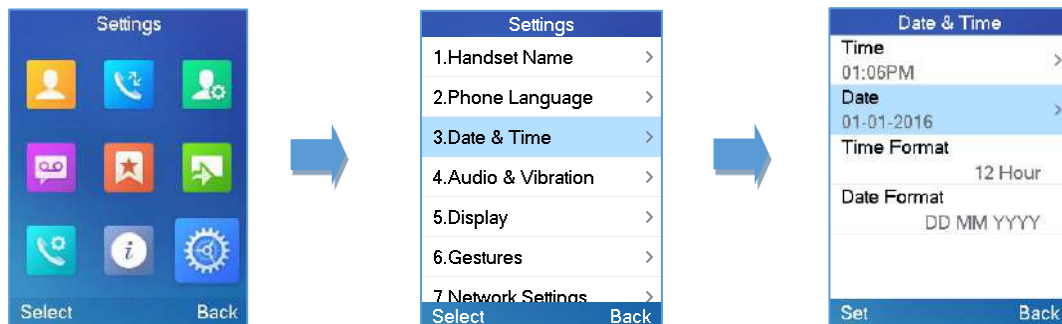 Settings
Select Back
Settings
1.Handset Name
2.Phone Language
3.Date & Time
4.Audio & Vibration
5.Display
6.Gestures
7.Network Settings
Select Back
Date & Time
Time
01:06PM
Date
01-01-2016
Time Format
12 Hour
Date Format
DD MM YYYY
Set Back